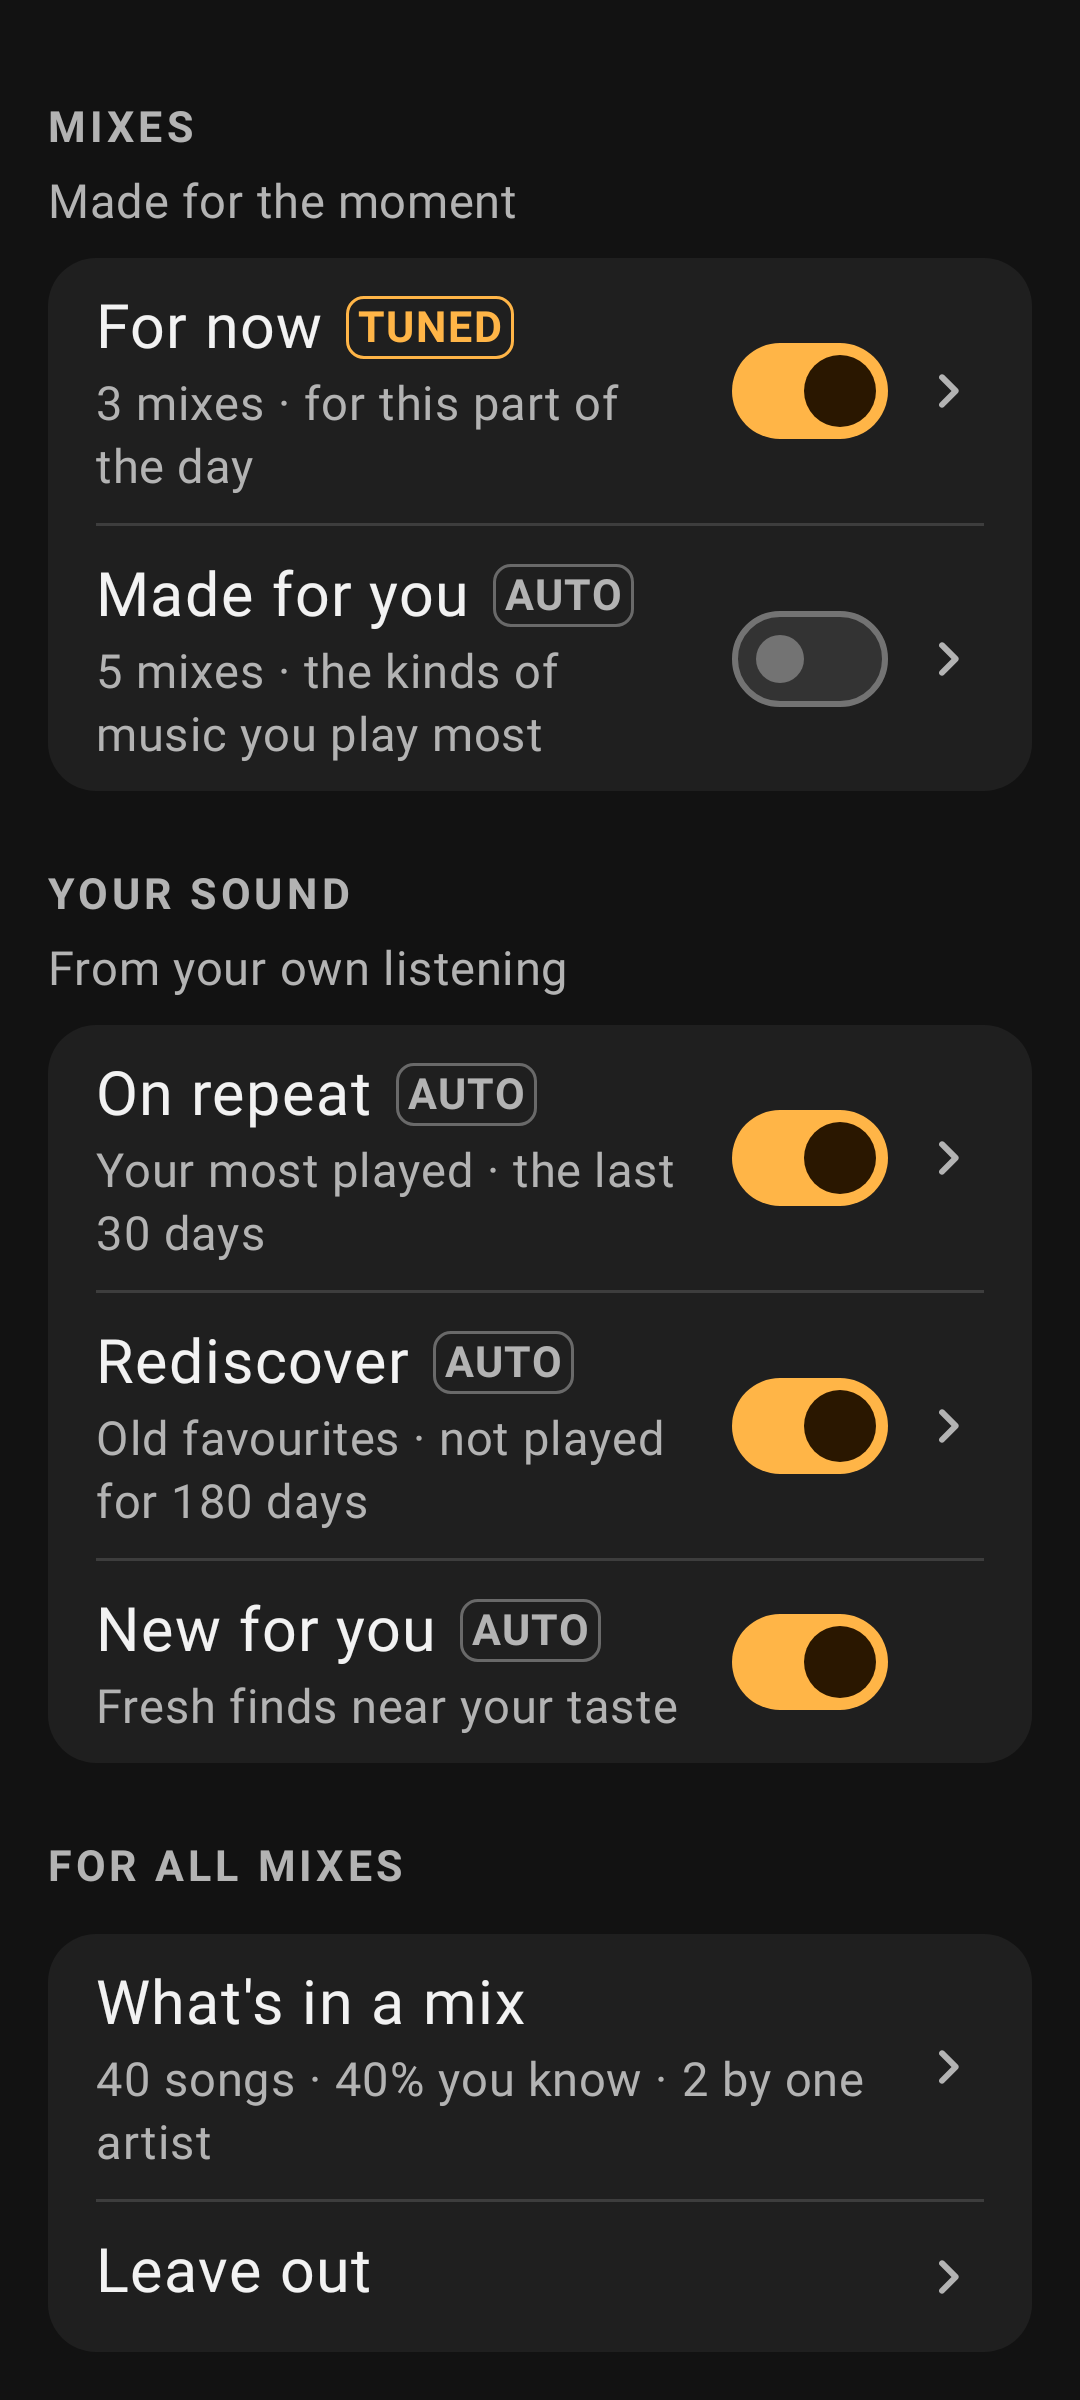 MIXES
Made for the moment
For now TUNED
3 mixes · for this part of
the day
Made for you AUTO
5 mixes · the kinds of
music you play most
YOUR SOUND
From your own listening
On repeat AUTO
Your most played · the last
30 days
Rediscover AUTO
Old favourites · not played
for 180 days
New for you AUTO
Fresh finds near your taste
FOR ALL MIXES
What's in a mix
40 songs · 40% you know · 2 by one
artist
Leave out